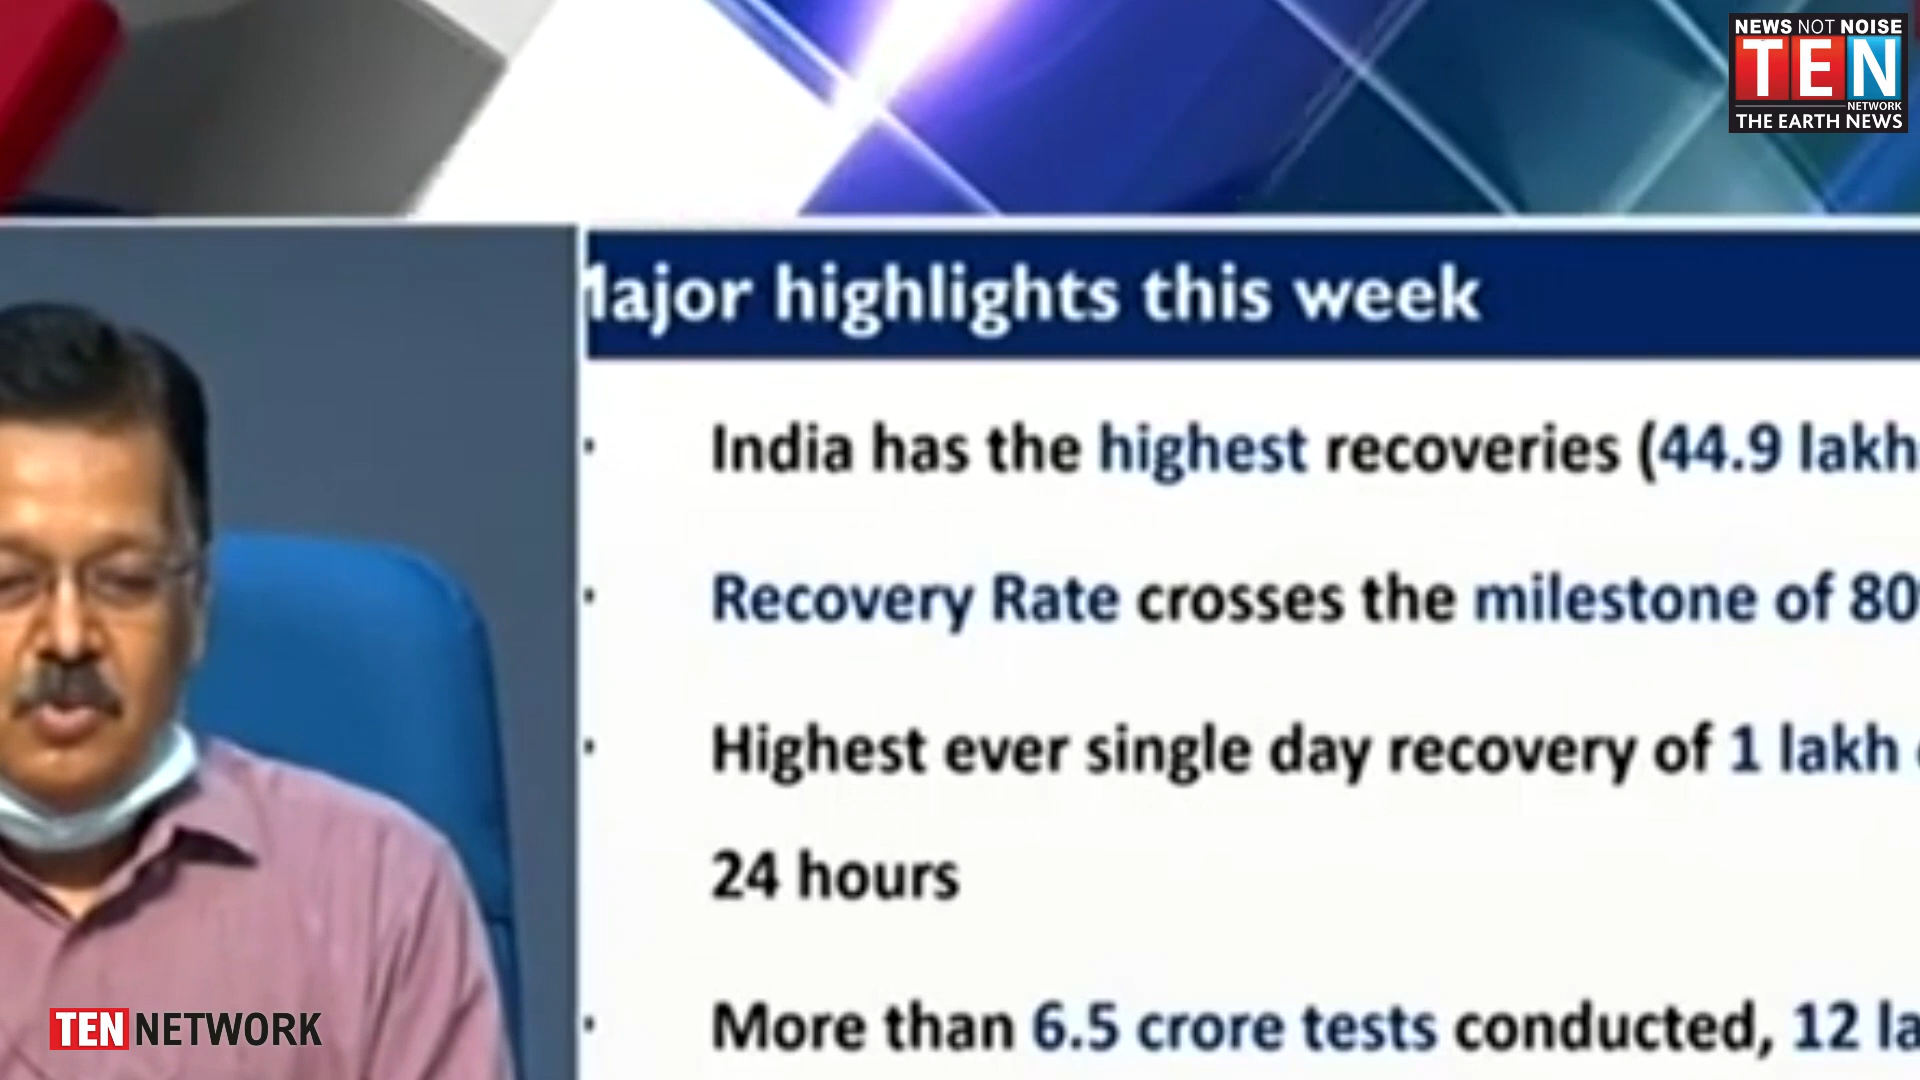 NEWS NOT NOISE
TEN
NETWORK
THE EARTH NEWS
Major highlights this week
India has the highest recoveries (44.9 lakh
Recovery Rate crosses the milestone of 80
Highest ever single day recovery of 1 lakh
24 hours
More than 6.5 crore tests conducted, 12
TEN NETWORK